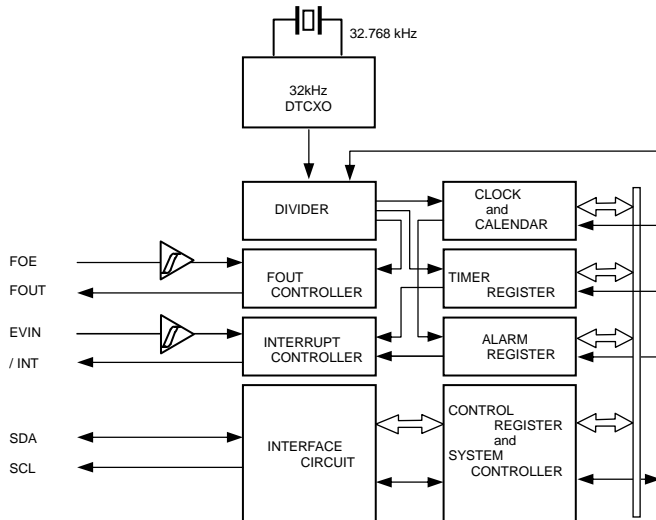 32.768 kHz
32kHz
DTCXO
DIVIDER
CLOCK
and
CALENDAR
FOE
FOUT
FOUT
CONTROLLER
TIMER
REGISTER
EVIN
/ INT
INTERRUPT
CONTROLLER
ALARM
REGISTER
SDA
SCL
INTERFACE
CIRCUIT
CONTROL
REGISTER
and
SYSTEM
CONTROLLER